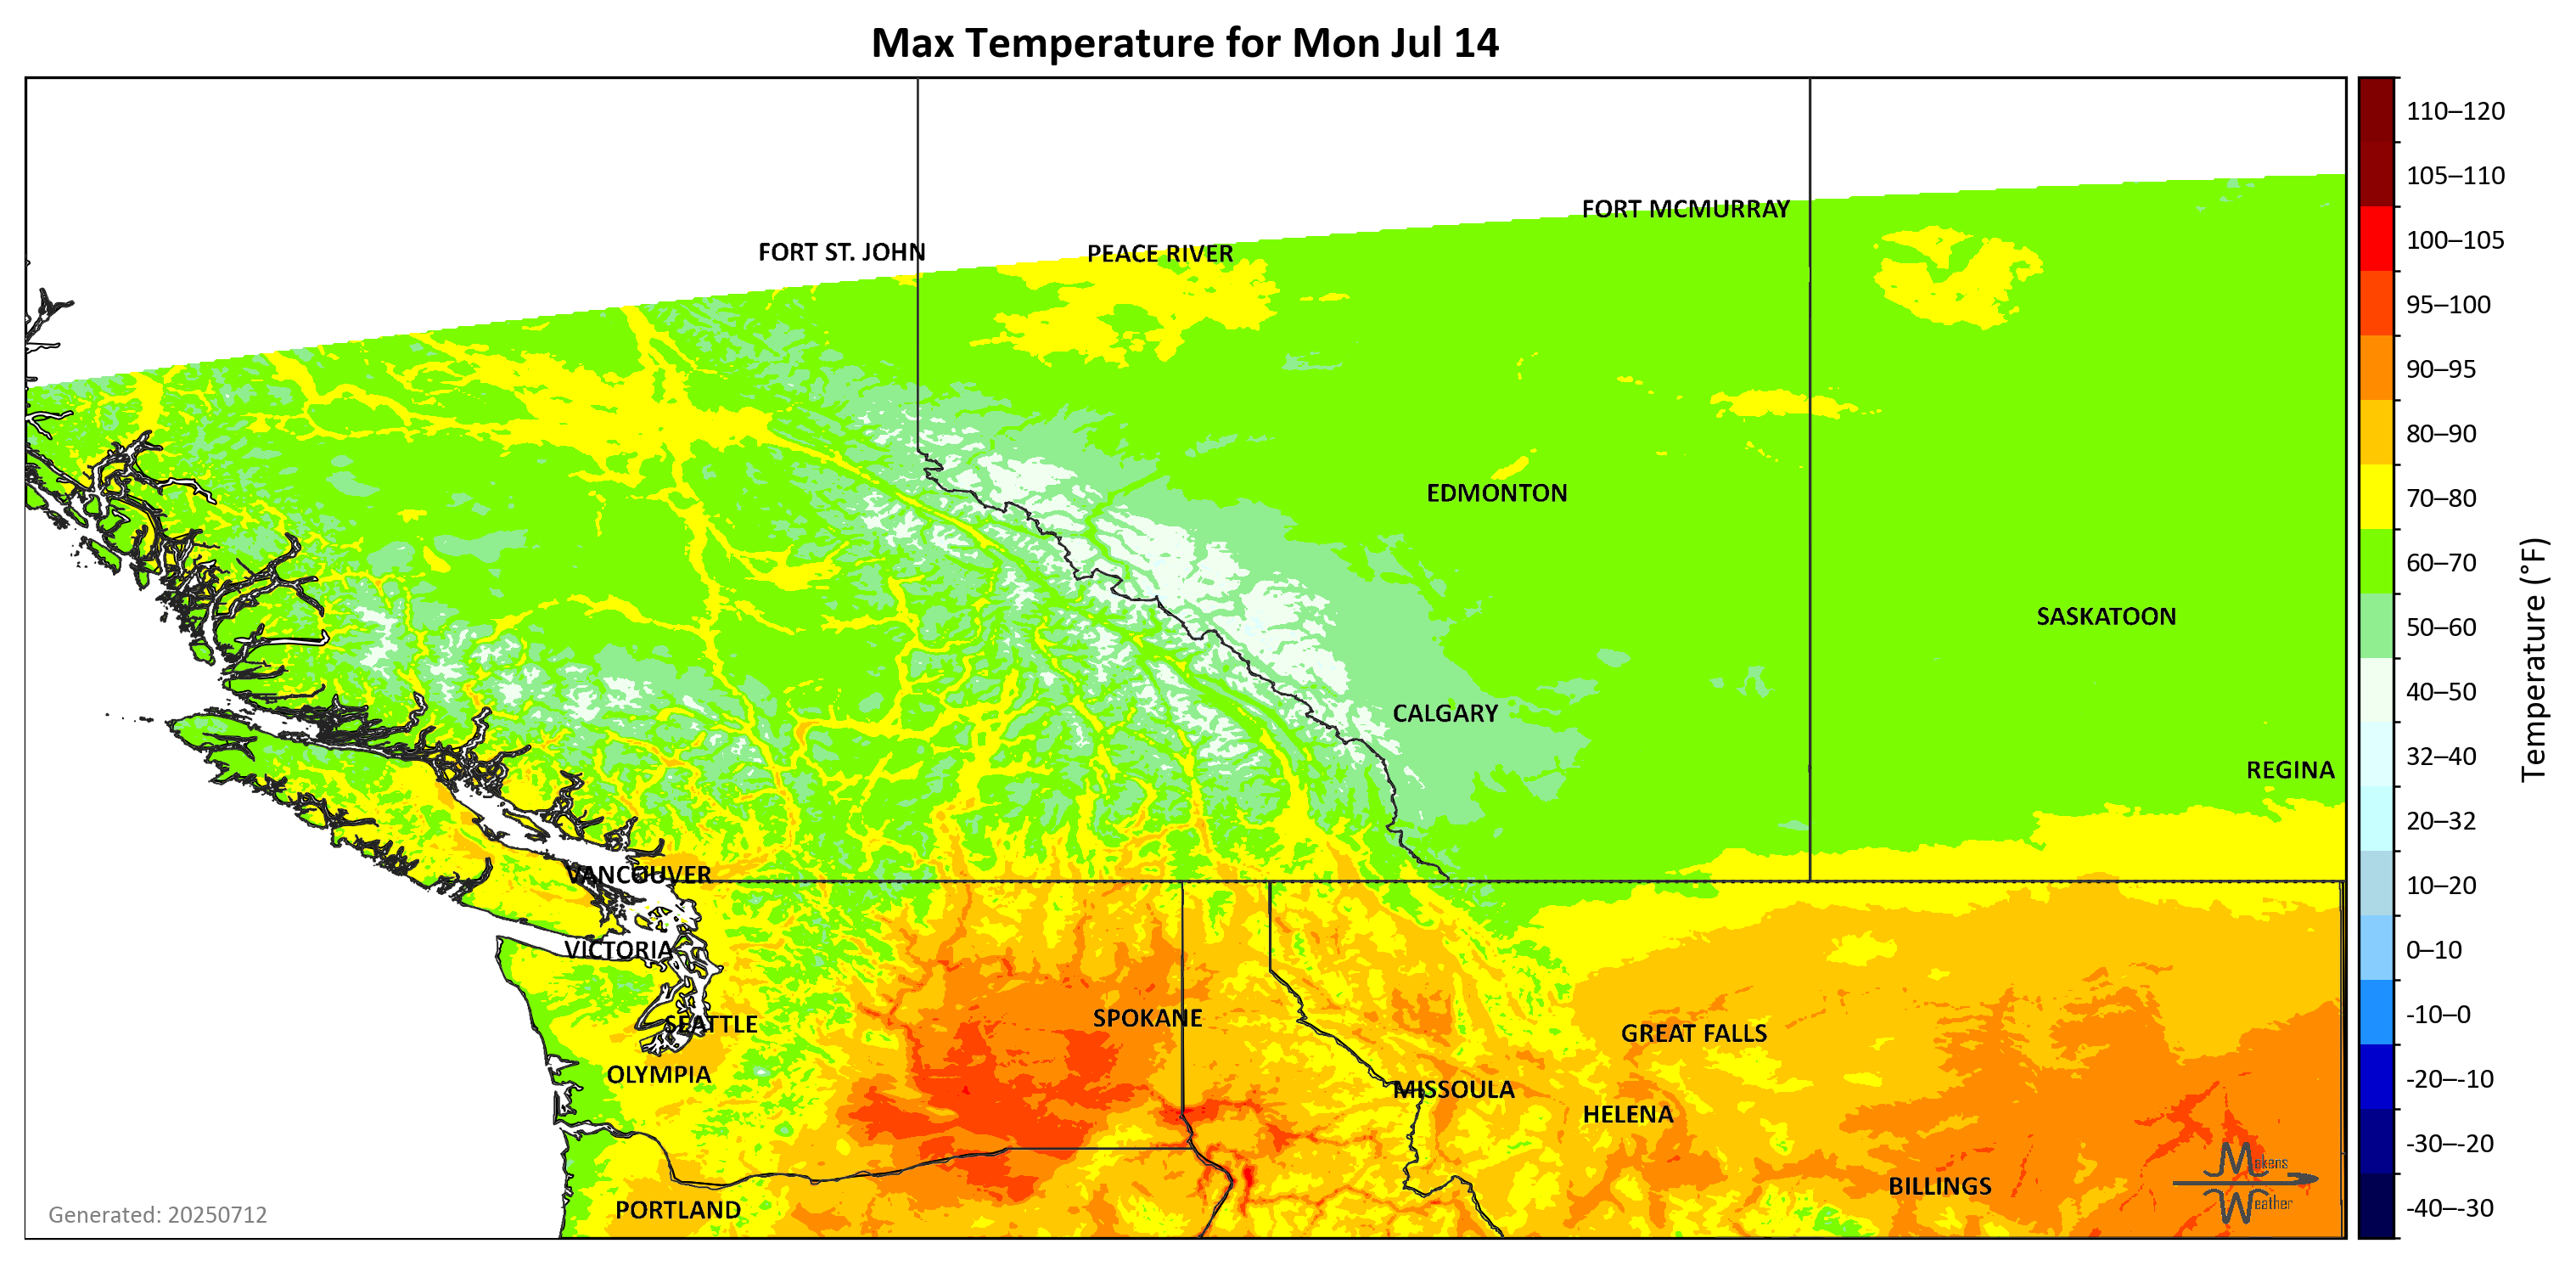 Max Temperature for Mon Jul 14
FORT MCMURRAY
FORT ST. JOHN
PEACE RIVER
EDMONTON
SASKATOON
CALGARY
REGINA
VANCOUVER
VICTORIA
SEATTLE
SPOKANE
GREAT FALLS
OLYMPIA
MISSOULA
HELENA
BILLINGS
PORTLAND
Makens
Weather
Generated: 20250712
110–120
105–110
100–105
95–100
90–95
80–90
70–80
60–70
50–60
40–50
32–40
20–32
10–20
0–10
-10–0
-20–-10
-30–-20
-40–-30
Temperature (°F)